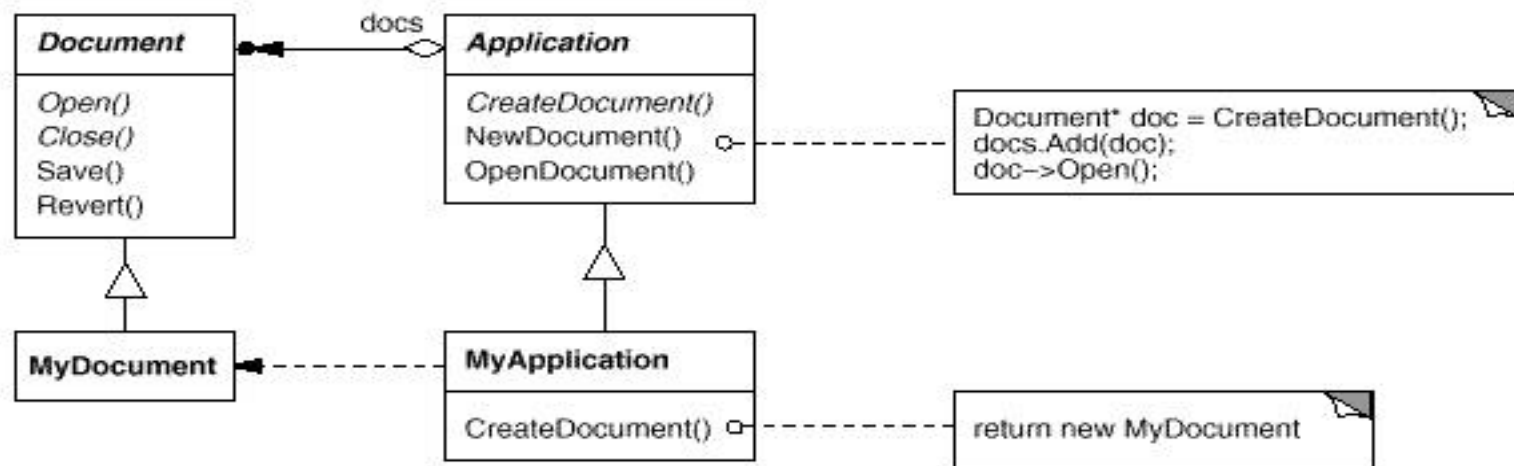 docs
Document
Open()
Close()
Save()
Revert()
Application
CreateDocument()
NewDocument()
OpenDocument()
Document* doc = CreateDocument();
docs.Add(doc);
doc->Open();
MyDocument
MyApplication
CreateDocument()
return new MyDocument